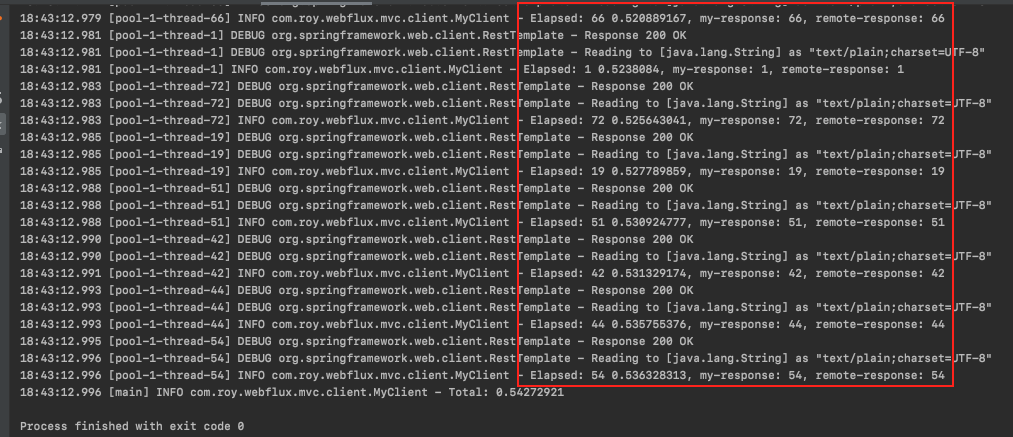 18:43:12.979 [pool-1-thread-66] INFO com.roy.webflux.mvc.client.MyClient - Elapsed: 66 0.520889167, my-response: 66, remote-response: 66
18:43:12.981 [pool-1-thread-1] DEBUG org.springframework.web.client.RestTemplate - Response 200 OK
18:43:12.981 [pool-1-thread-1] DEBUG org.springframework.web.client.RestTemplate - Reading to [java.lang.String] as "text/plain;charset=UTF-8"
18:43:12.981 [pool-1-thread-1] INFO com.roy.webflux.mvc.client.MyClient - Elapsed: 1 0.5238084, my-response: 1, remote-response: 1
18:43:12.983 [pool-1-thread-72] DEBUG org.springframework.web.client.RestTemplate - Response 200 OK
18:43:12.983 [pool-1-thread-72] DEBUG org.springframework.web.client.RestTemplate - Reading to [java.lang.String] as "text/plain;charset=UTF-8"
18:43:12.983 [pool-1-thread-72] INFO com.roy.webflux.mvc.client.MyClient - Elapsed: 72 0.525643041, my-response: 72, remote-response: 72
18:43:12.985 [pool-1-thread-19] DEBUG org.springframework.web.client.RestTemplate - Response 200 OK
18:43:12.985 [pool-1-thread-19] DEBUG org.springframework.web.client.RestTemplate - Reading to [java.lang.String] as "text/plain;charset=UTF-8"
18:43:12.985 [pool-1-thread-19] INFO com.roy.webflux.mvc.client.MyClient - Elapsed: 19 0.527789859, my-response: 19, remote-response: 19
18:43:12.988 [pool-1-thread-51] DEBUG org.springframework.web.client.RestTemplate - Response 200 OK
18:43:12.988 [pool-1-thread-51] DEBUG org.springframework.web.client.RestTemplate - Reading to [java.lang.String] as "text/plain;charset=UTF-8"
18:43:12.988 [pool-1-thread-51] INFO com.roy.webflux.mvc.client.MyClient - Elapsed: 51 0.530924777, my-response: 51, remote-response: 51
18:43:12.990 [pool-1-thread-42] DEBUG org.springframework.web.client.RestTemplate - Response 200 OK
18:43:12.990 [pool-1-thread-42] DEBUG org.springframework.web.client.RestTemplate - Reading to [java.lang.String] as "text/plain;charset=UTF-8"
18:43:12.991 [pool-1-thread-42] INFO com.roy.webflux.mvc.client.MyClient - Elapsed: 42 0.531329174, my-response: 42, remote-response: 42
18:43:12.993 [pool-1-thread-44] DEBUG org.springframework.web.client.RestTemplate - Response 200 OK
18:43:12.993 [pool-1-thread-44] DEBUG org.springframework.web.client.RestTemplate - Reading to [java.lang.String] as "text/plain;charset=UTF-8"
18:43:12.993 [pool-1-thread-44] INFO com.roy.webflux.mvc.client.MyClient - Elapsed: 44 0.535755376, my-response: 44, remote-response: 44
18:43:12.995 [pool-1-thread-54] DEBUG org.springframework.web.client.RestTemplate - Response 200 OK
18:43:12.996 [pool-1-thread-54] DEBUG org.springframework.web.client.RestTemplate - Reading to [java.lang.String] as "text/plain;charset=UTF-8"
18:43:12.996 [pool-1-thread-54] INFO com.roy.webflux.mvc.client.MyClient - Elapsed: 54 0.536328313, my-response: 54, remote-response: 54
18:43:12.996 [main] INFO com.roy.webflux.mvc.client.MyClient - Total: 0.54272921
Process finished with exit code 0